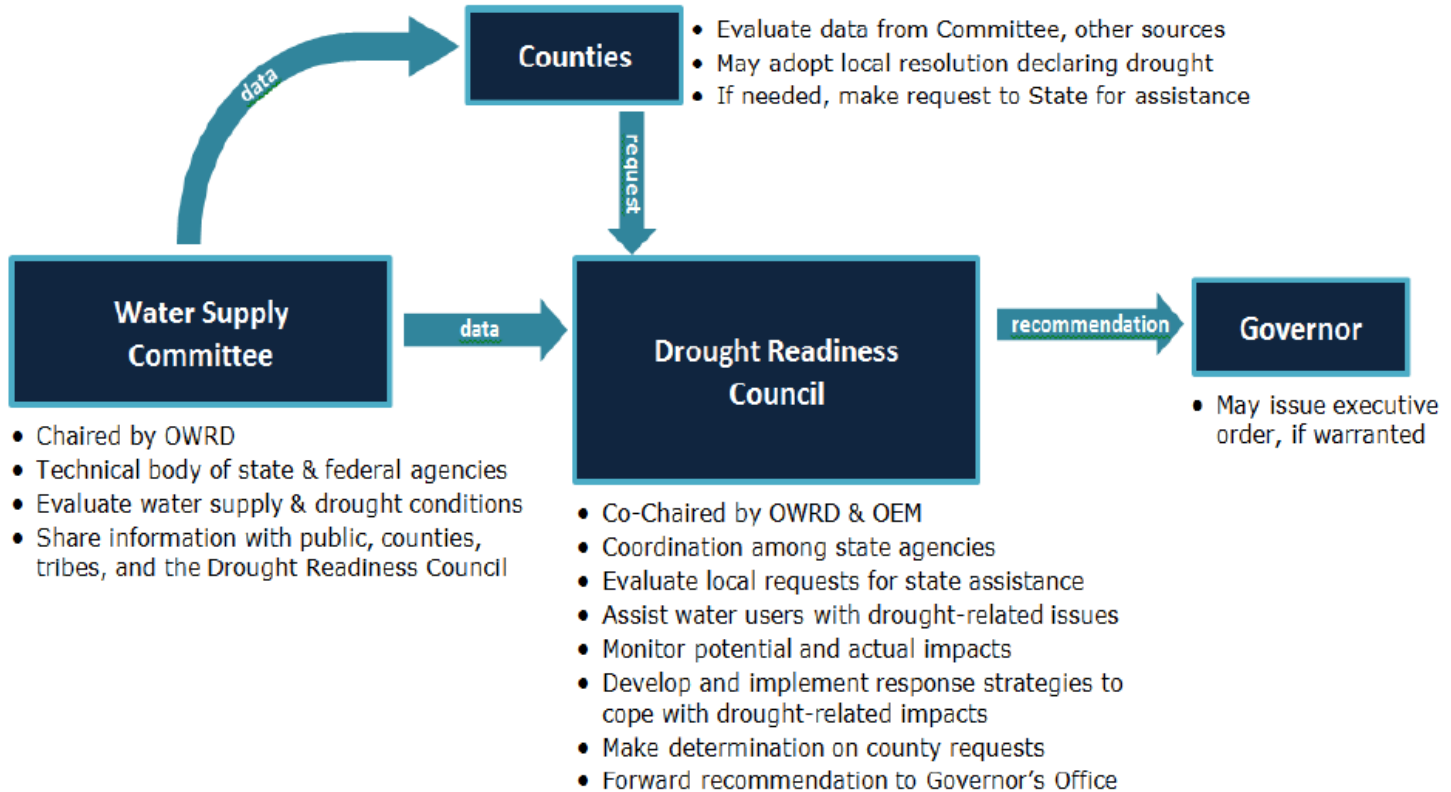 Counties
• Evaluate data from Committee, other sources
• May adopt local resolution declaring drought
• If needed, make request to State for assistance
data
request
Water Supply
Committee
data
Drought Readiness
Council
recommendation
Governor
• Chaired by OWRD
• Technical body of state & federal agencies
• Evaluate water supply & drought conditions
• Share information with public, counties,
tribes, and the Drought Readiness Council
• Co-Chaired by OWRD & OEM
• Coordination among state agencies
• Evaluate local requests for state assistance
• Assist water users with drought-related issues
• Monitor potential and actual impacts
• Develop and implement response strategies to
cope with drought-related impacts
• Make determination on county requests
• Forward recommendation to Governor’s Office
• May issue executive
order, if warranted